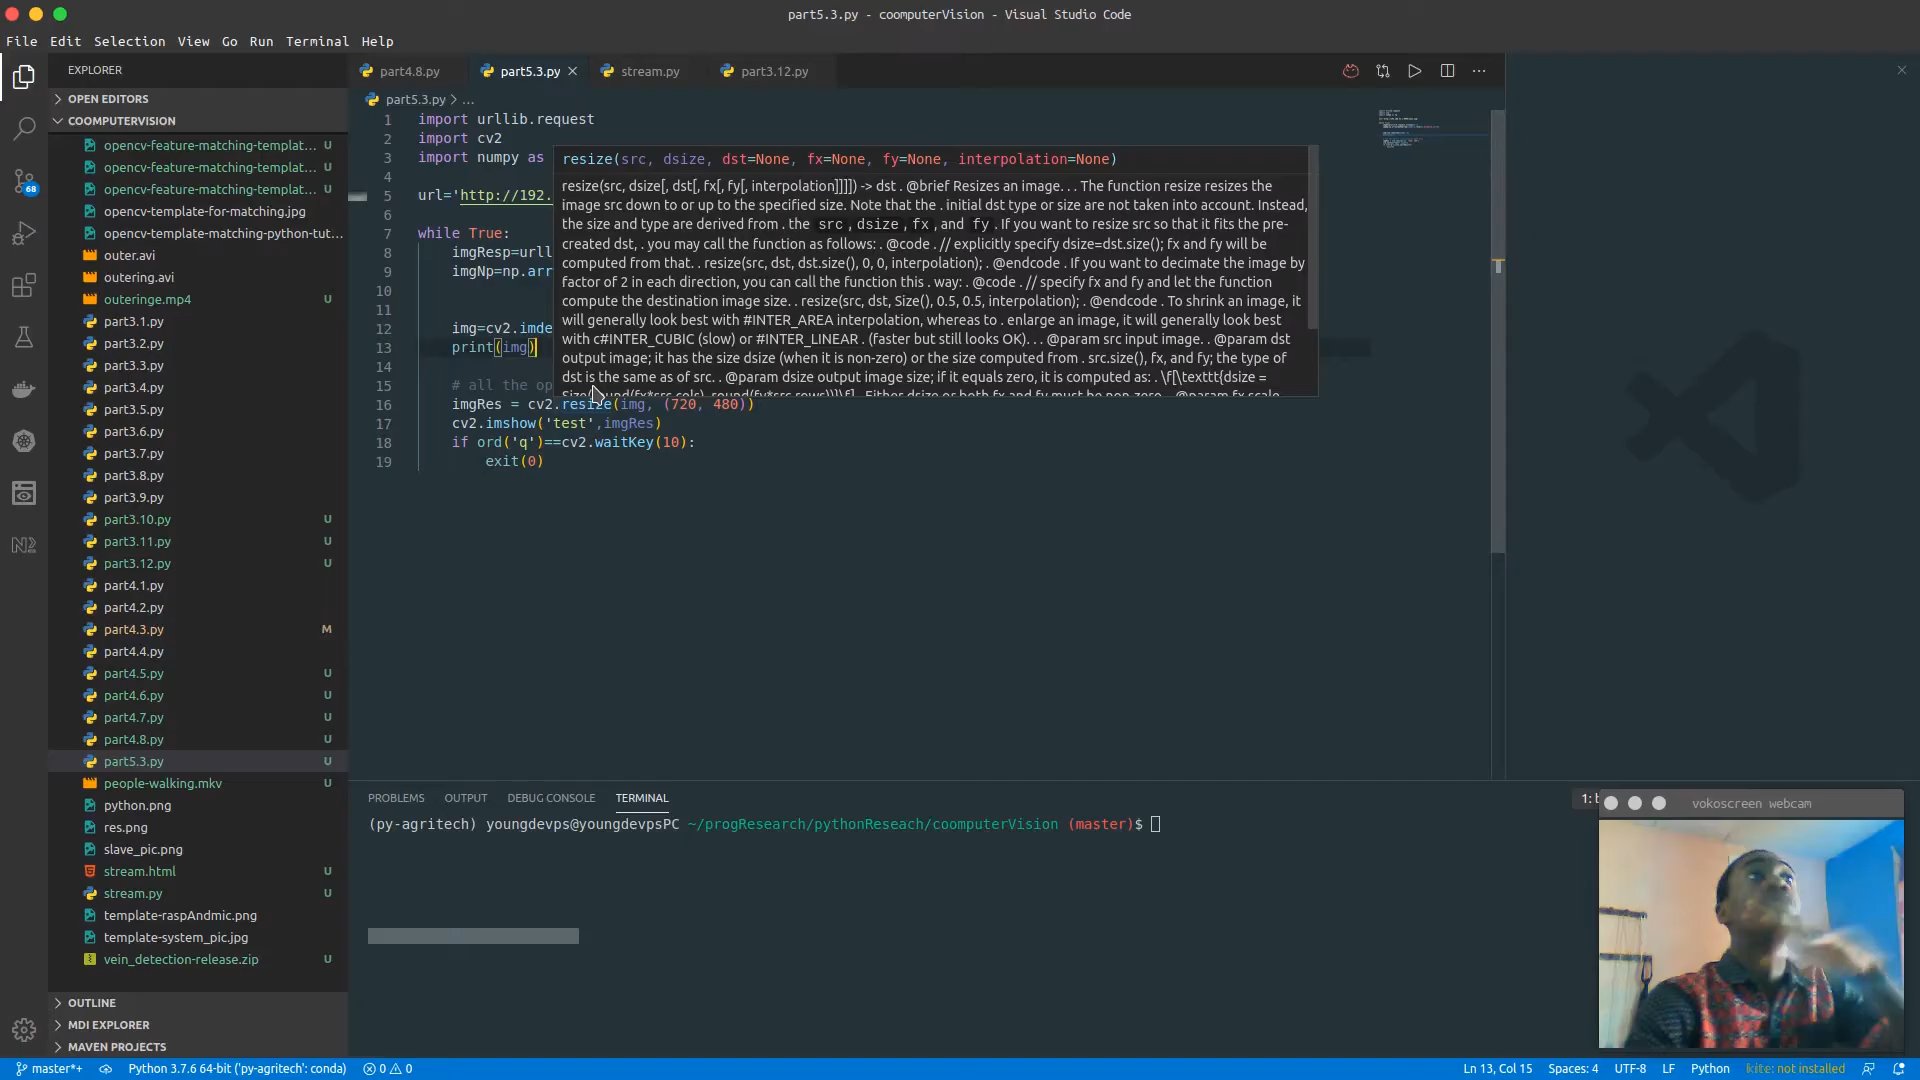 part5.3.py - coomputerVision - Visual Studio Code
File Edit Selection View Go Run Terminal Help
EXPLORER
OPEN EDITORS
COOMPUTERVISION
opencv-feature-matching-templat... U
opencv-feature-matching-templat... U
opencv-feature-matching-templat... U
opencv-template-for-matching.jpg
opencv-template-matching-python-tut...
outer.avi
outering.avi
outeringe.mp4 U
part3.1.py
part3.2.py
part3.3.py
part3.4.py
part3.5.py
part3.6.py
part3.7.py
part3.8.py
part3.9.py
part3.10.py U
part3.11.py U
part3.12.py U
part4.1.py
part4.2.py
part4.3.py M
part4.4.py
part4.5.py U
part4.6.py U
part4.7.py U
part4.8.py U
part5.3.py U
people-walking.mkv U
python.png
res.png
slave_pic.png
stream.html U
stream.py U
template-raspAndmic.png
template-system_pic.jpg
vein_detection-release.zip U
OUTLINE
MDI EXPLORER
MAVEN PROJECTS
68
part4.8.py part5.3.py stream.py part3.12.py
part5.3.py > ...
1 import urllib.request
2 import cv2
3 import numpy as
4
5 url='http://192.
6
7 while True:
8 imgResp=urll
9 imgNp=np.arr
10
11
12 img=cv2.imde
13 print(img)
14
15 # all the op
16 imgRes = cv2.resize(img, (720, 480))
17 cv2.imshow('test',imgRes)
18 if ord('q')==cv2.waitKey(10):
19 exit(0)
resize(src, dsize, dst=None, fx=None, fy=None, interpolation=None)
resize(src, dsize[, dst[, fx[, fy[, interpolation]]]]) -> dst . @brief Resizes an image. . . The function resize resizes the
image src down to or up to the specified size. Note that the . initial dst type or size are not taken into account. Instead,
the size and type are derived from . the src , dsize , fx , and fy . If you want to resize src so that it fits the pre-
created dst, . you may call the function as follows: . @code . // explicitly specify dsize=dst.size(); fx and fy will be
computed from that. . resize(src, dst, dst.size(), 0, 0, interpolation); . @endcode . If you want to decimate the image by
factor of 2 in each direction, you can call the function this . way: . @code . // specify fx and fy and let the function
compute the destination image size. . resize(src, dst, Size(), 0.5, 0.5, interpolation); . @endcode . To shrink an image, it
will generally look best with #INTER_AREA interpolation, whereas to . enlarge an image, it will generally look best
with c#INTER_CUBIC (slow) or #INTER_LINEAR . (faster but still looks OK). . . @param src input image. . @param dst
output image; it has the size dsize (when it is non-zero) or the size computed from . src.size(), fx, and fy; the type of
dst is the same as of src. . @param dsize output image size; if it equals zero, it is computed as: . \f[\texttt{dsize =
PROBLEMS OUTPUT DEBUG CONSOLE TERMINAL
(py-agritech) youngdevps@youngdevpsPC ~/progResearch/pythonReseach/coomputerVision (master)$
vokoscreen webcam
master*+ Python 3.7.6 64-bit ('py-agritech': conda) 0 0 Ln 13, Col 15 Spaces: 4 UTF-8 LF Python kite: not installed